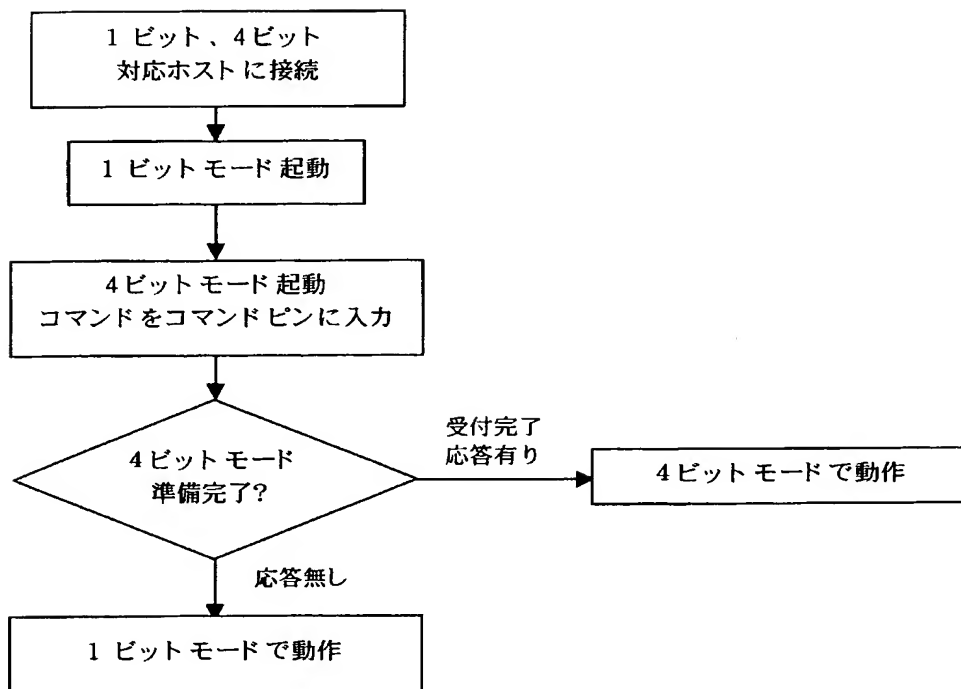 1 ビット、4ビット
対応ホストに接続
1 ビットモード起動
4ビットモード起動
コマンドをコマンドピンに入力
4ビットモード
準備完了?
受付完了
応答有り
4ビットモードで動作
応答無し
1 ビットモードで動作